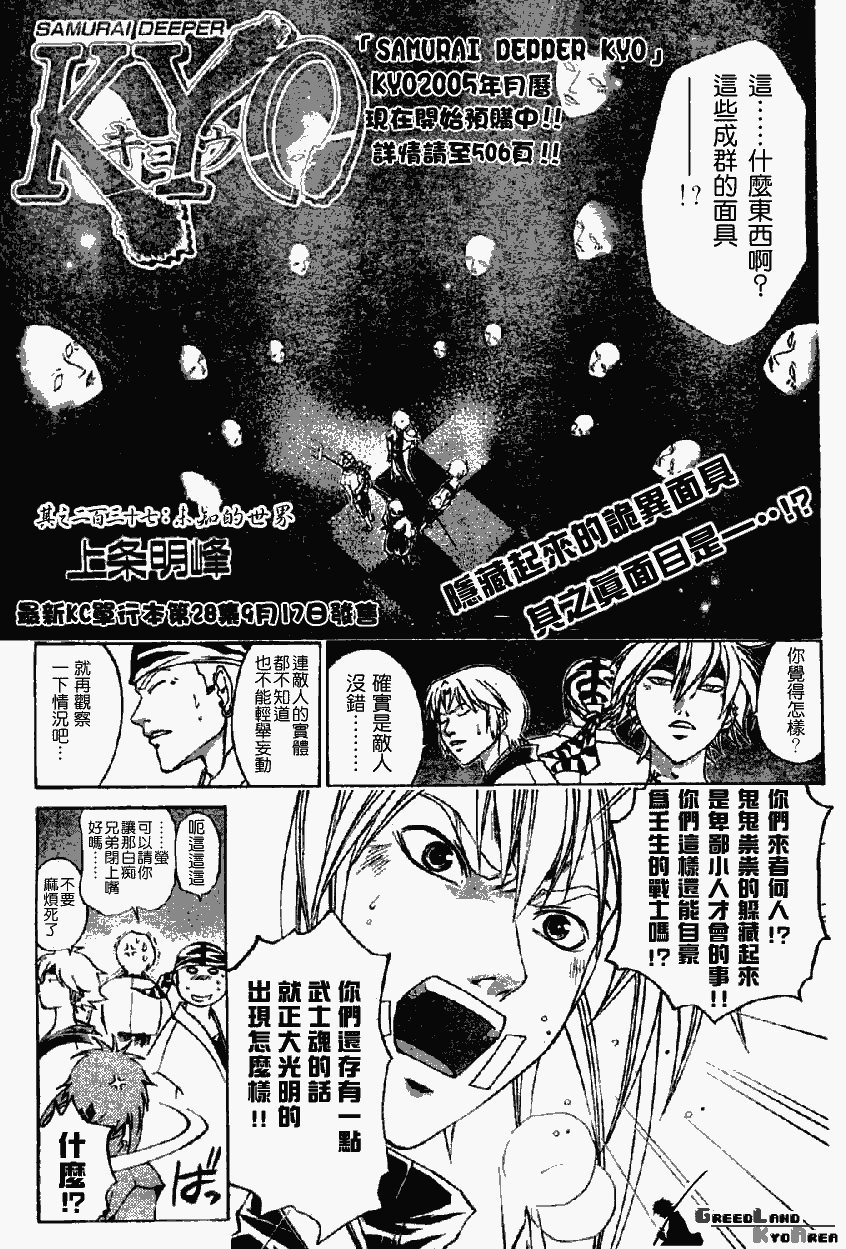 SAMURAI DEEPER
KYO
キョウ
「SAMURAI DEPPER KYO」
KYO2005年月曆
現在開始預購中!!
詳情請至506頁!!
這……什麼東西啊?
這些成群的面具
——!?
隱藏起來的詭異面具
其之真面目是—…!?
其之二百三十七:未知的世界
上条明峰
最新KC單行本第28集9月17日發售
你覺得怎樣?
確實是敵人
沒錯………
連敵人的實體
都不知道
也不能輕舉妄動
就再觀察
一下情況吧…
你們來者何人!?
鬼鬼祟祟的躲藏起來
是卑鄙小人才會的事!!
你們這樣還能自豪
為壬生的戰士嗎!?
你們還存有一點
武士魂的話
就正大光明的
出現怎麼樣!!
呃這這這
……螢
可以請你
讓那白痴
兄弟閉上嘴
好嗎……
不要
麻煩死了
什麼!?
ばっ
GREEDLAND
KYOAREA